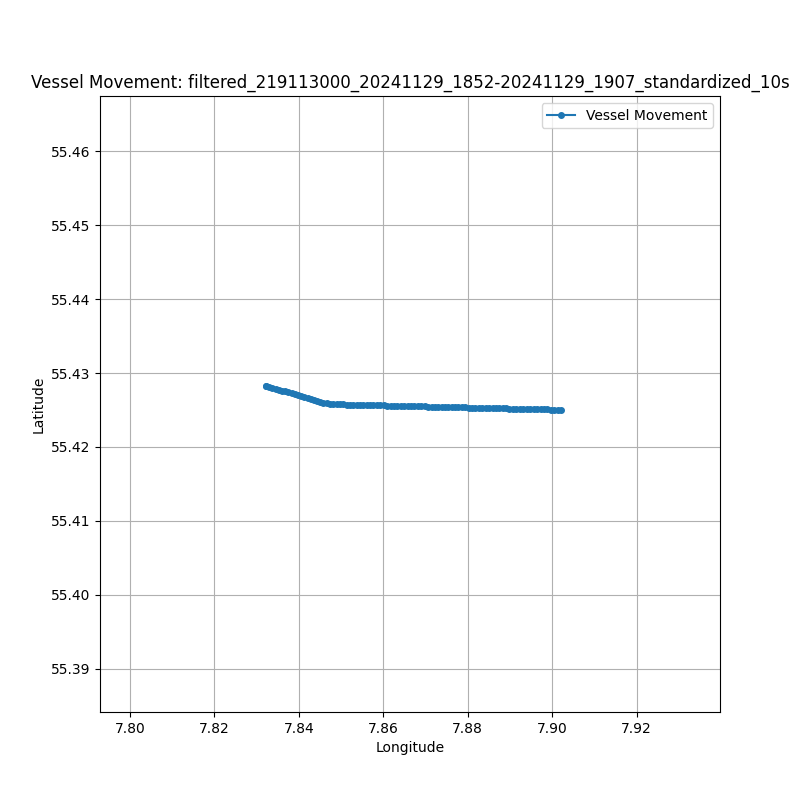 Vessel Movement: filtered_219113000_20241129_1852-20241129_1907_standardized_10s
Vessel Movement
55.46
55.45
55.44
55.43
55.42
55.41
55.40
55.39
Latitude
7.80 7.82 7.84 7.86 7.88 7.90 7.92
Longitude